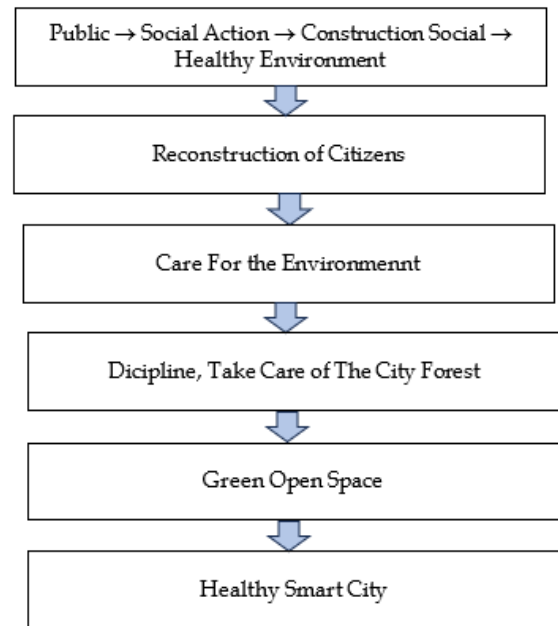 Public → Social Action → Construction Social →
Healthy Environment
Reconstruction of Citizens
Care For the Environmennt
Dicipline, Take Care of The City Forest
Green Open Space
Healthy Smart City